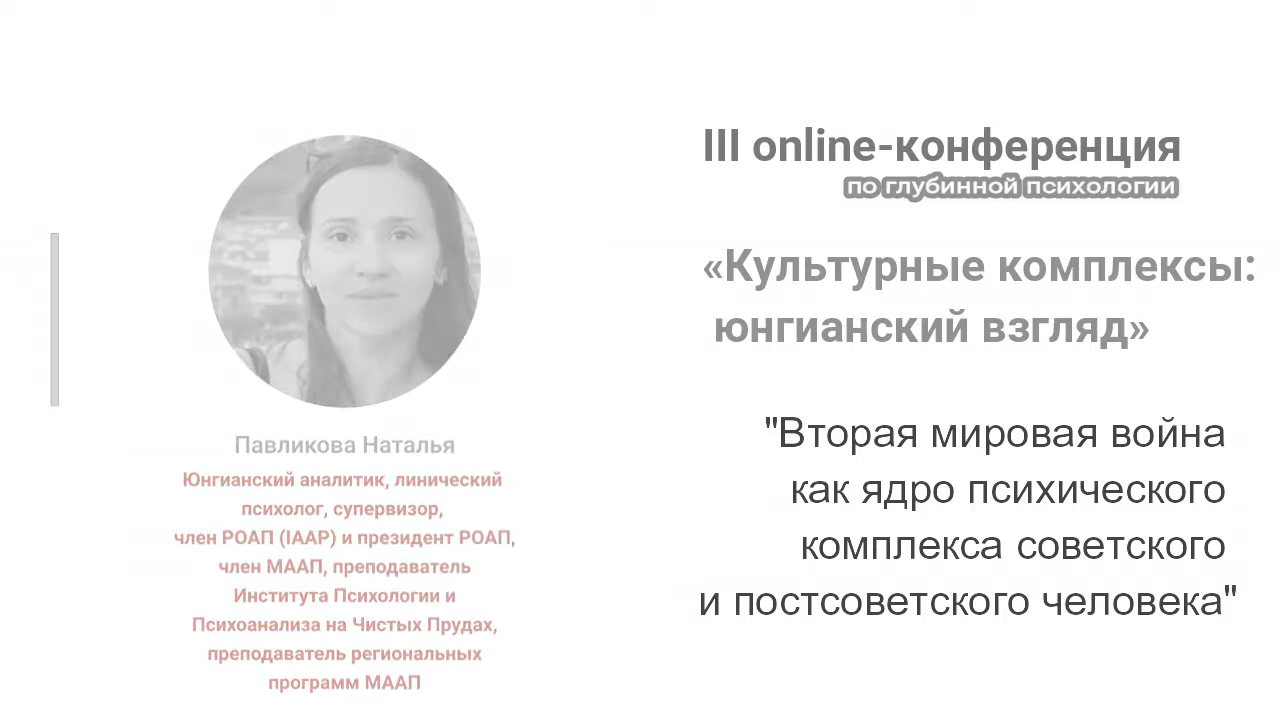 III online-конференция
по глубинной психологии
«Культурные комплексы:
юнгианский взгляд»
"Вторая мировая война
как ядро психического
комплекса советского
и постсоветского человека"
Павликова Наталья
Юнгианский аналитик, линический
психолог, супервизор,
член РОАП (IAAP) и президент РОАП,
член МААП, преподаватель
Института Психологии и
Психоанализа на Чистых Прудах,
преподаватель региональных
программ МААП